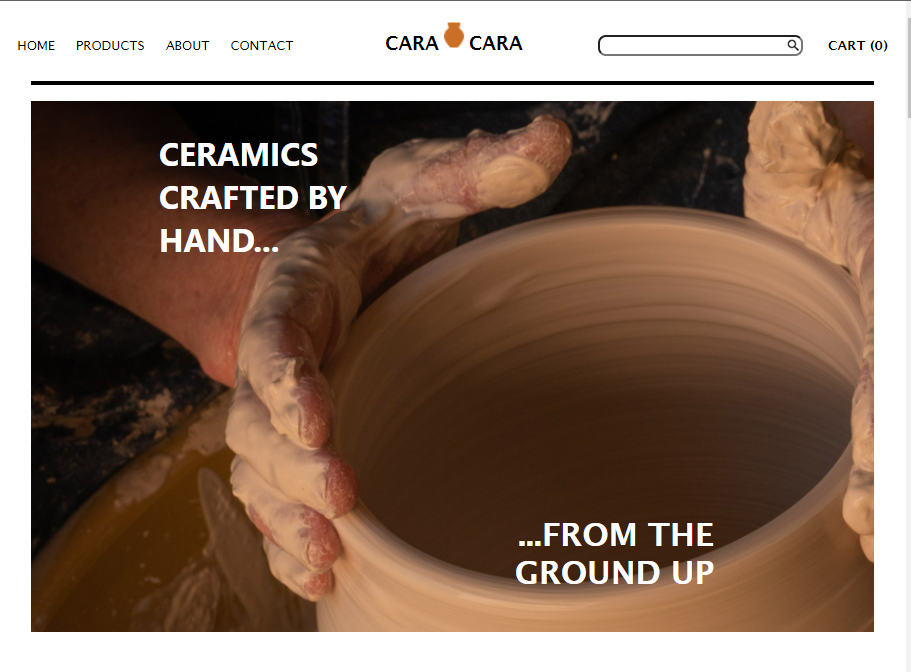 HOME PRODUCTS ABOUT CONTACT CARA CARA CART (0)
CERAMICS
CRAFTED BY
HAND...
...FROM THE
GROUND UP